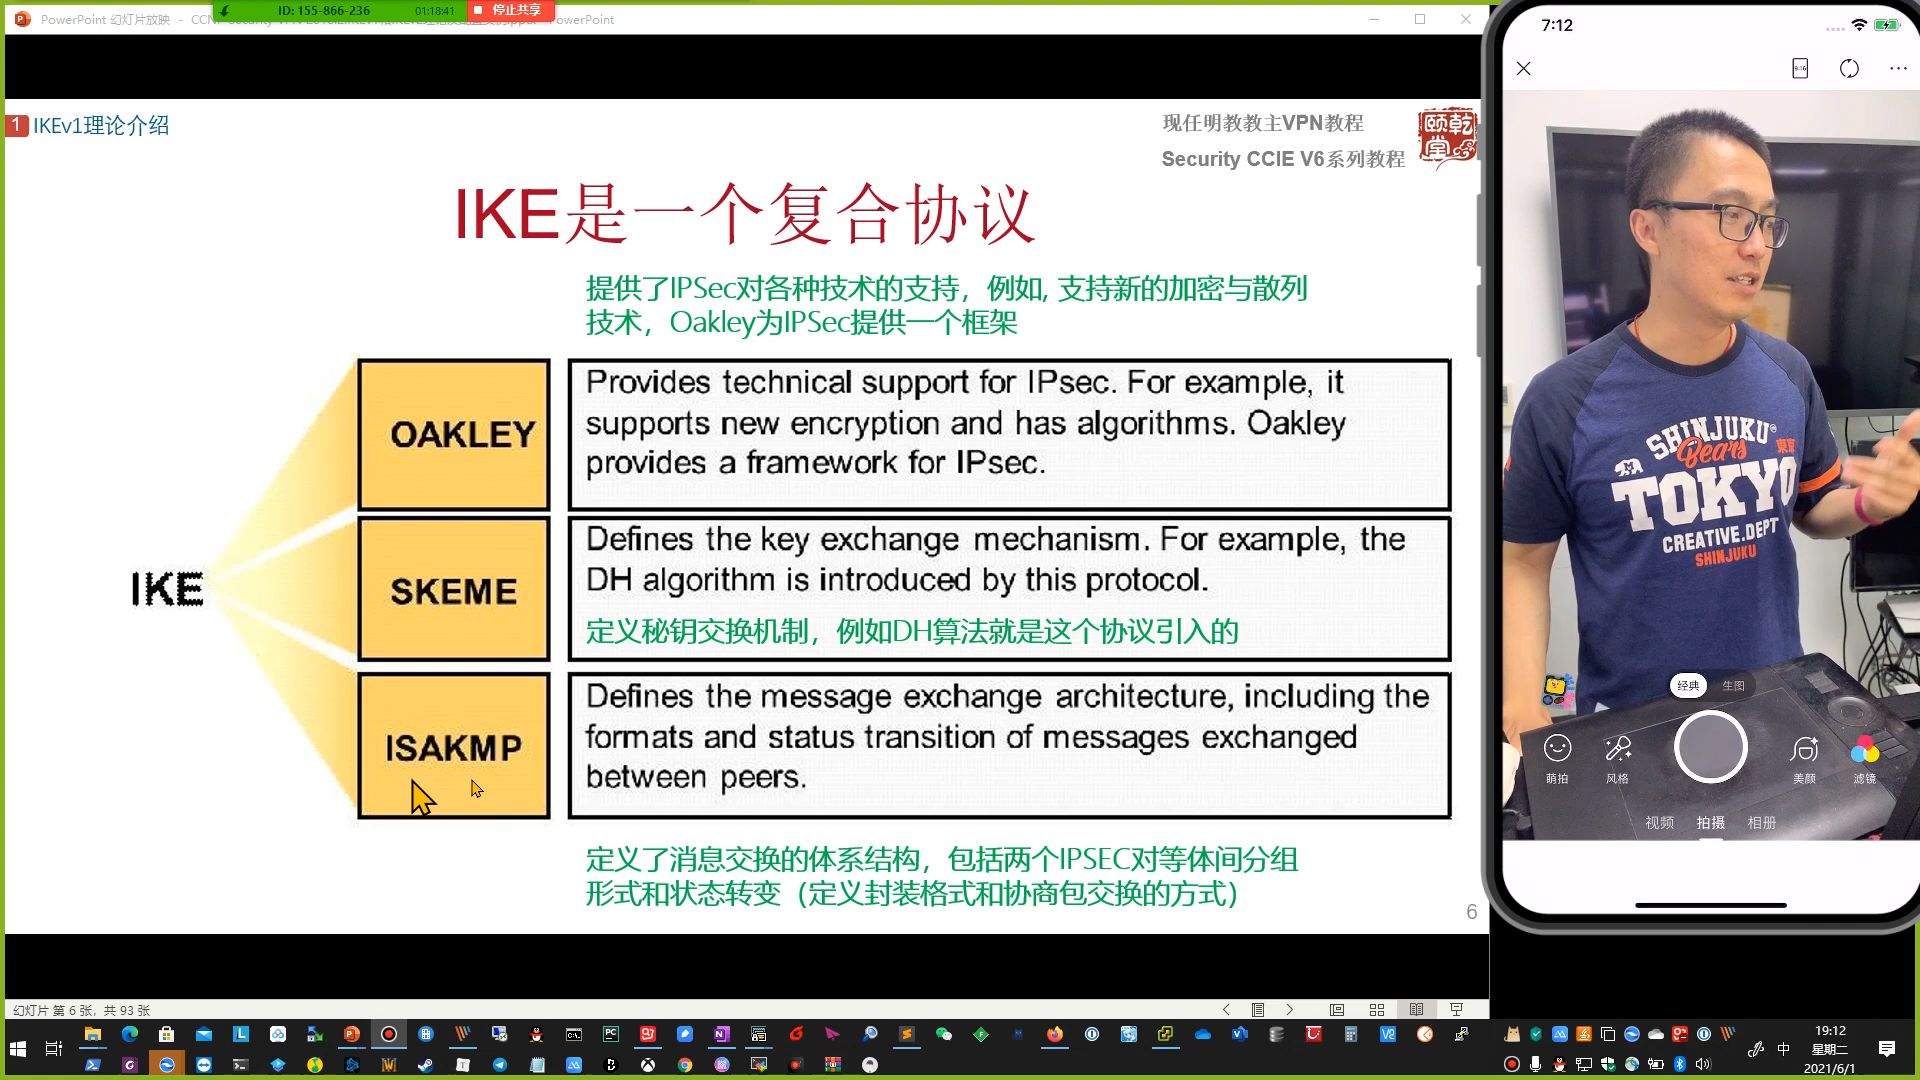 PowerPoint 幻灯片放映 -
ID: 155-866-236
01:18:41
停止共享
PowerPoint
1 IKEv1理论介绍
现任明教教主VPN教程
Security CCIE V6系列教程
颐乾堂
IKE是一个复合协议
提供了IPSec对各种技术的支持，例如, 支持新的加密与散列
技术，Oakley为IPSec提供一个框架
IKE
OAKLEY
Provides technical support for IPsec. For example, it
supports new encryption and has algorithms. Oakley
provides a framework for IPsec.
SKEME
Defines the key exchange mechanism. For example, the
DH algorithm is introduced by this protocol.
定义秘钥交换机制，例如DH算法就是这个协议引入的
ISAKMP
Defines the message exchange architecture, including the
formats and status transition of messages exchanged
between peers.
定义了消息交换的体系结构，包括两个IPSEC对等体间分组
形式和状态转变（定义封装格式和协商包交换的方式）
6
幻灯片 第 6 张，共 93 张
7:12
SHINJUKU
Bears
東京
TOKYO
CREATIVE.DEPT
SHINJUKU
经典 生图
萌拍 风格 美颜 滤镜
视频 拍摄 相册
中
19:12
星期二
2021/6/1